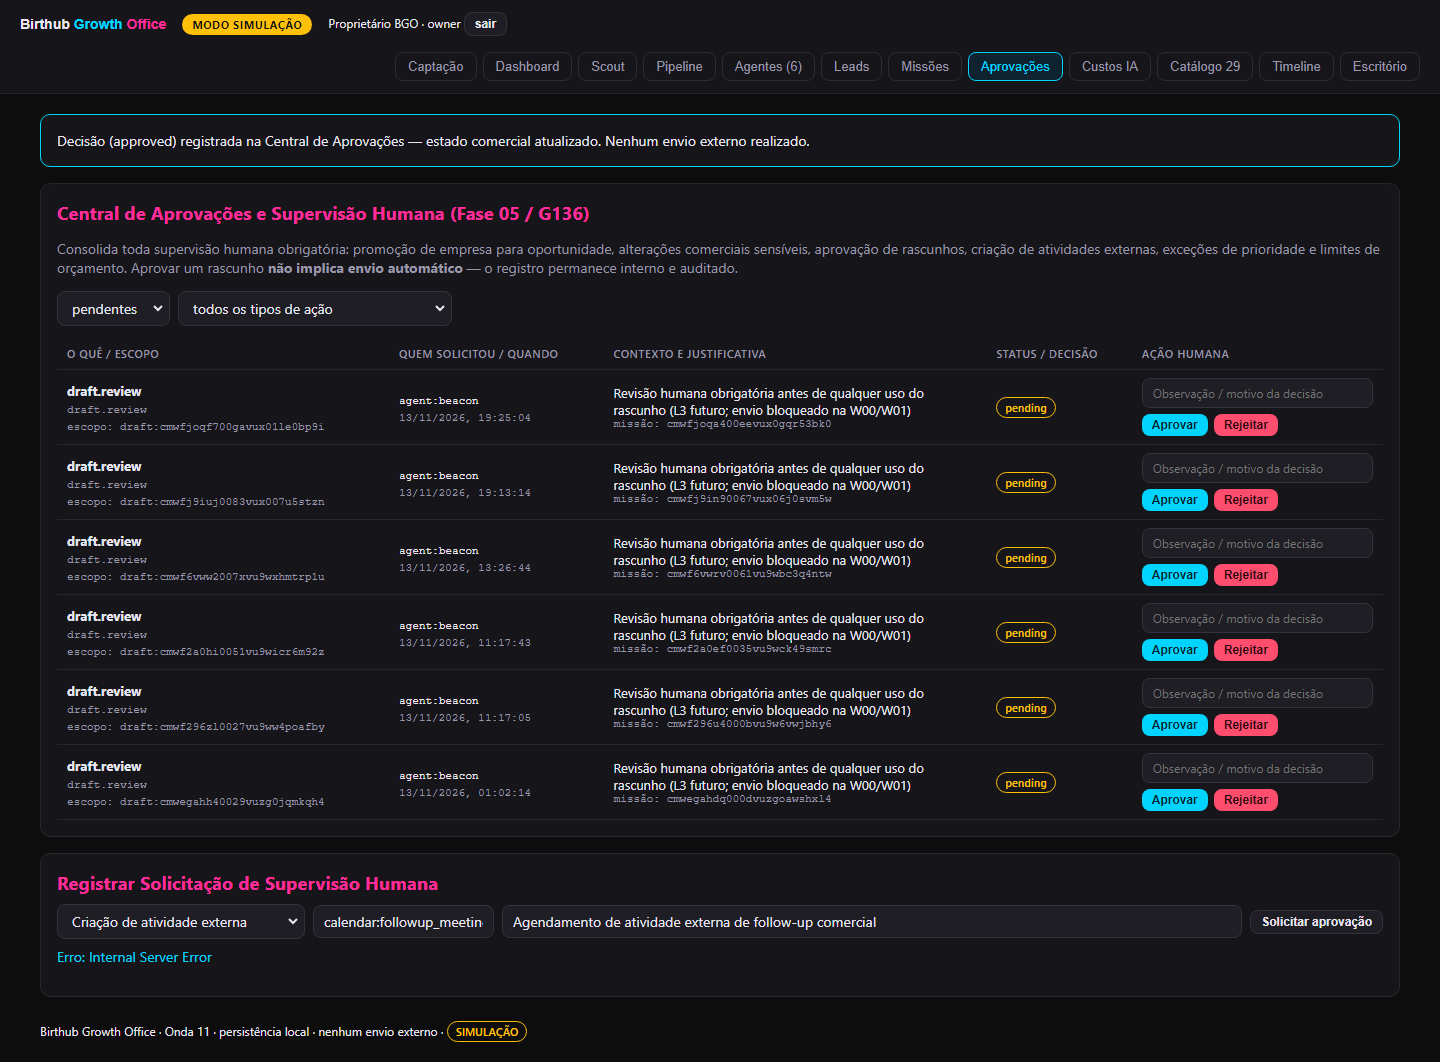 Birthub Growth Office MODO SIMULAÇÃO Proprietário BGO · owner sair
Captação Dashboard Scout Pipeline Agentes (6) Leads Missões Aprovações Custos IA Catálogo 29 Timeline Escritório
Decisão (approved) registrada na Central de Aprovações — estado comercial atualizado. Nenhum envio externo realizado.
Central de Aprovações e Supervisão Humana (Fase 05 / G136)
Consolida toda supervisão humana obrigatória: promoção de empresa para oportunidade, alterações comerciais sensíveis, aprovação de rascunhos, criação de atividades externas, exceções de prioridade e limites de
orçamento. Aprovar um rascunho não implica envio automático — o registro permanece interno e auditado.
pendentes todos os tipos de ação
O QUÊ / ESCOPO QUEM SOLICITOU / QUANDO CONTEXTO E JUSTIFICATIVA STATUS / DECISÃO AÇÃO HUMANA
draft.review
draft.review
escopo: draft:cmwfjoqf700gavux01le0bp9i
agent:beacon
13/11/2026, 19:25:04
Revisão humana obrigatória antes de qualquer uso do
rascunho (L3 futuro; envio bloqueado na W00/W01)
missão: cmwfjoqa400eevux0gqr53bk0
pending
Observação / motivo da decisão
Aprovar Rejeitar
draft.review
draft.review
escopo: draft:cmwfj9iuj0083vux007u5stzn
agent:beacon
13/11/2026, 19:13:14
Revisão humana obrigatória antes de qualquer uso do
rascunho (L3 futuro; envio bloqueado na W00/W01)
missão: cmwfj9in90067vux06j0svm5w
pending
Observação / motivo da decisão
Aprovar Rejeitar
draft.review
draft.review
escopo: draft:cmwf6vww2007xvu9wxhmtrp1u
agent:beacon
13/11/2026, 13:26:44
Revisão humana obrigatória antes de qualquer uso do
rascunho (L3 futuro; envio bloqueado na W00/W01)
missão: cmwf6vwrv0061vu9wbc3q4ntw
pending
Observação / motivo da decisão
Aprovar Rejeitar
draft.review
draft.review
escopo: draft:cmwf2a0hi0051vu9wicr6m92z
agent:beacon
13/11/2026, 11:17:43
Revisão humana obrigatória antes de qualquer uso do
rascunho (L3 futuro; envio bloqueado na W00/W01)
missão: cmwf2a0ef0035vu9wck49smrc
pending
Observação / motivo da decisão
Aprovar Rejeitar
draft.review
draft.review
escopo: draft:cmwf296zl0027vu9ww4poafby
agent:beacon
13/11/2026, 11:17:05
Revisão humana obrigatória antes de qualquer uso do
rascunho (L3 futuro; envio bloqueado na W00/W01)
missão: cmwf296u4000bvu9w6vwjbhy6
pending
Observação / motivo da decisão
Aprovar Rejeitar
draft.review
draft.review
escopo: draft:cmwegahh40029vuzg0jqmkqh4
agent:beacon
13/11/2026, 01:02:14
Revisão humana obrigatória antes de qualquer uso do
rascunho (L3 futuro; envio bloqueado na W00/W01)
missão: cmwegahdq000dvuzgoawshxl4
pending
Observação / motivo da decisão
Aprovar Rejeitar
Registrar Solicitação de Supervisão Humana
Criação de atividade externa calendar:followup_meetin Agendamento de atividade externa de follow-up comercial Solicitar aprovação
Erro: Internal Server Error
Birthub Growth Office · Onda 11 · persistência local · nenhum envio externo · SIMULAÇÃO